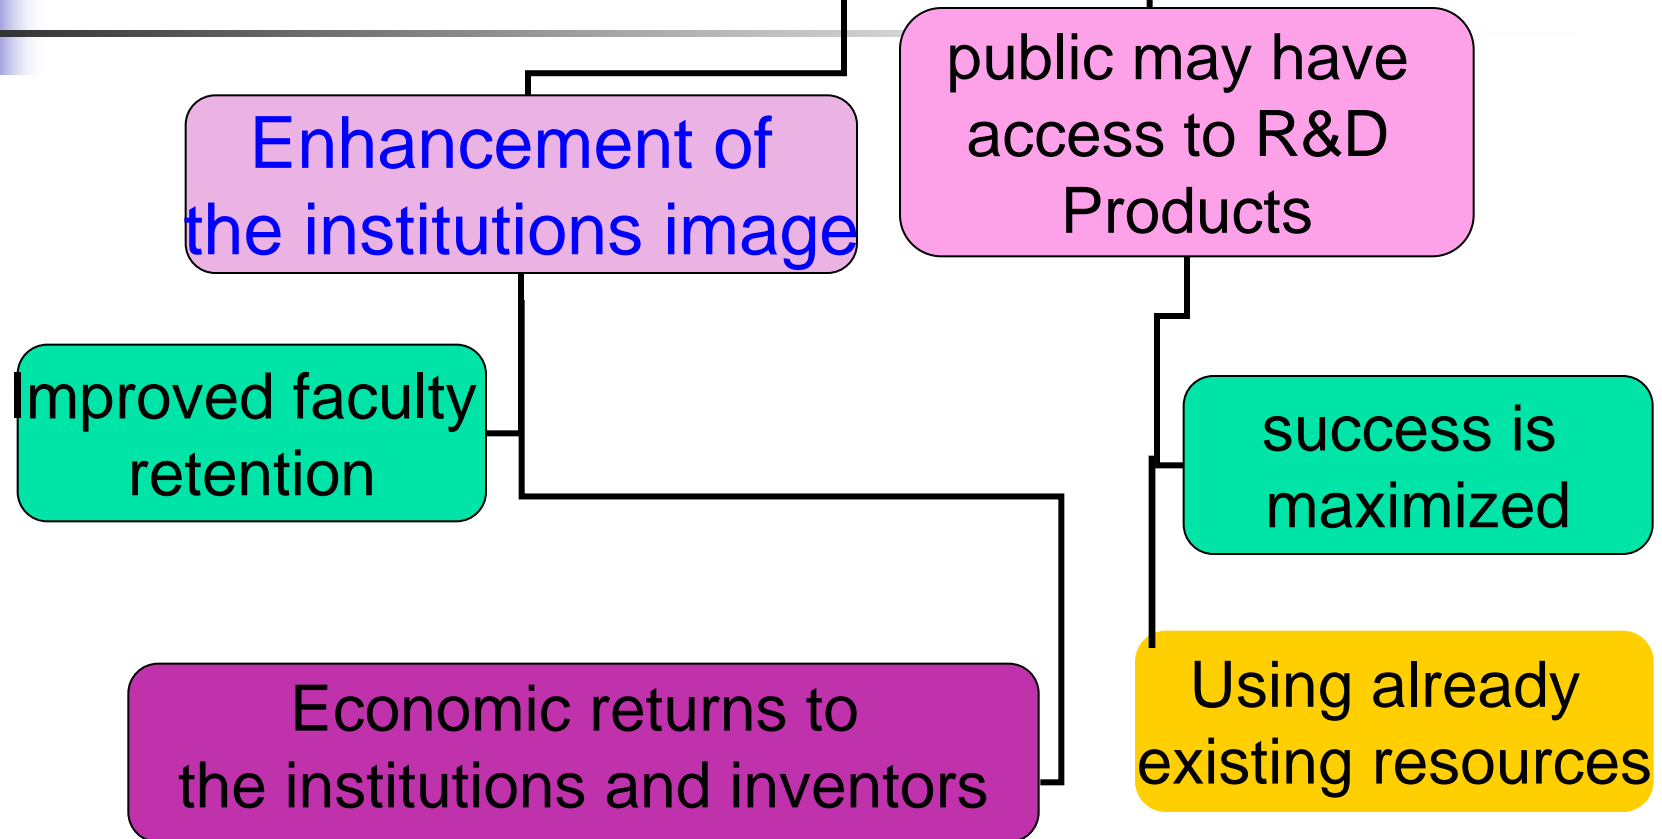 Enhancement of
the institutions image
public may have
access to R&D
Products
Improved faculty
retention
success is
maximized
Economic returns to
the institutions and inventors
Using already
existing resources